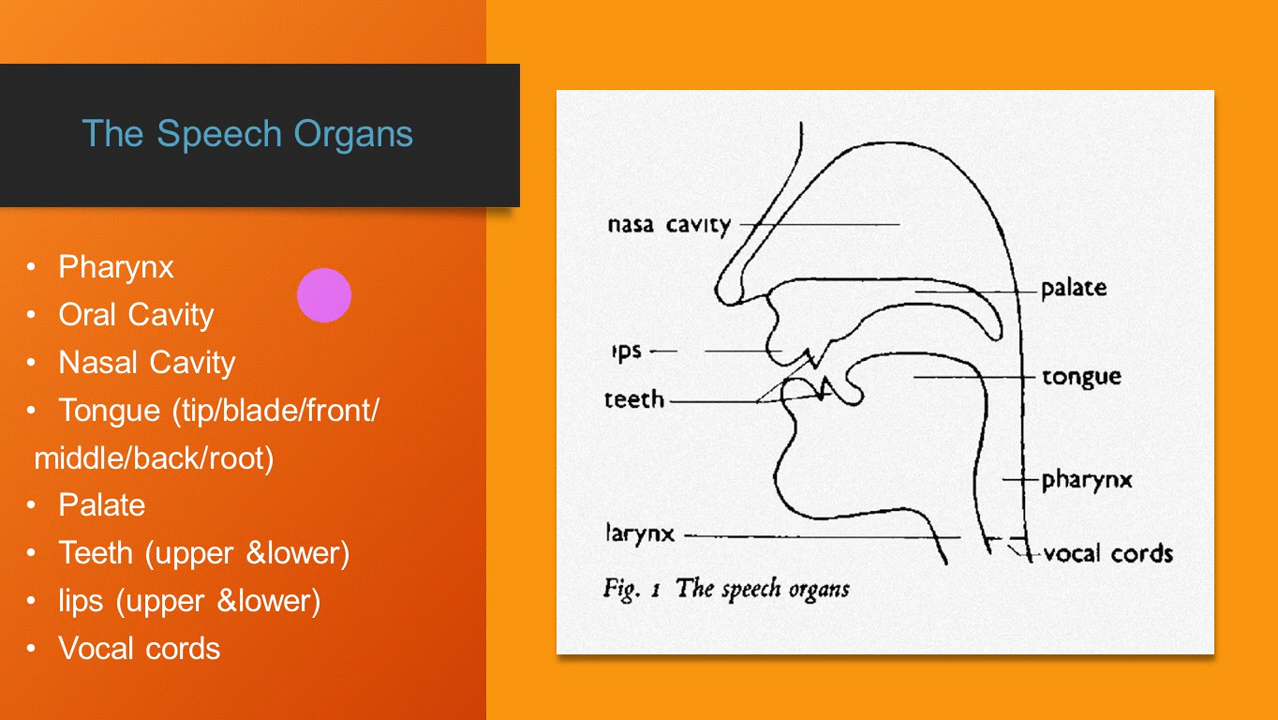 The Speech Organs
• Pharynx
• Oral Cavity
• Nasal Cavity
• Tongue (tip/blade/front/
middle/back/root)
• Palate
• Teeth (upper &lower)
• lips (upper &lower)
• Vocal cords
nasa cavity
palate
ips
tongue
teeth
pharynx
larynx
vocal cords
Fig. 1 The speech organs